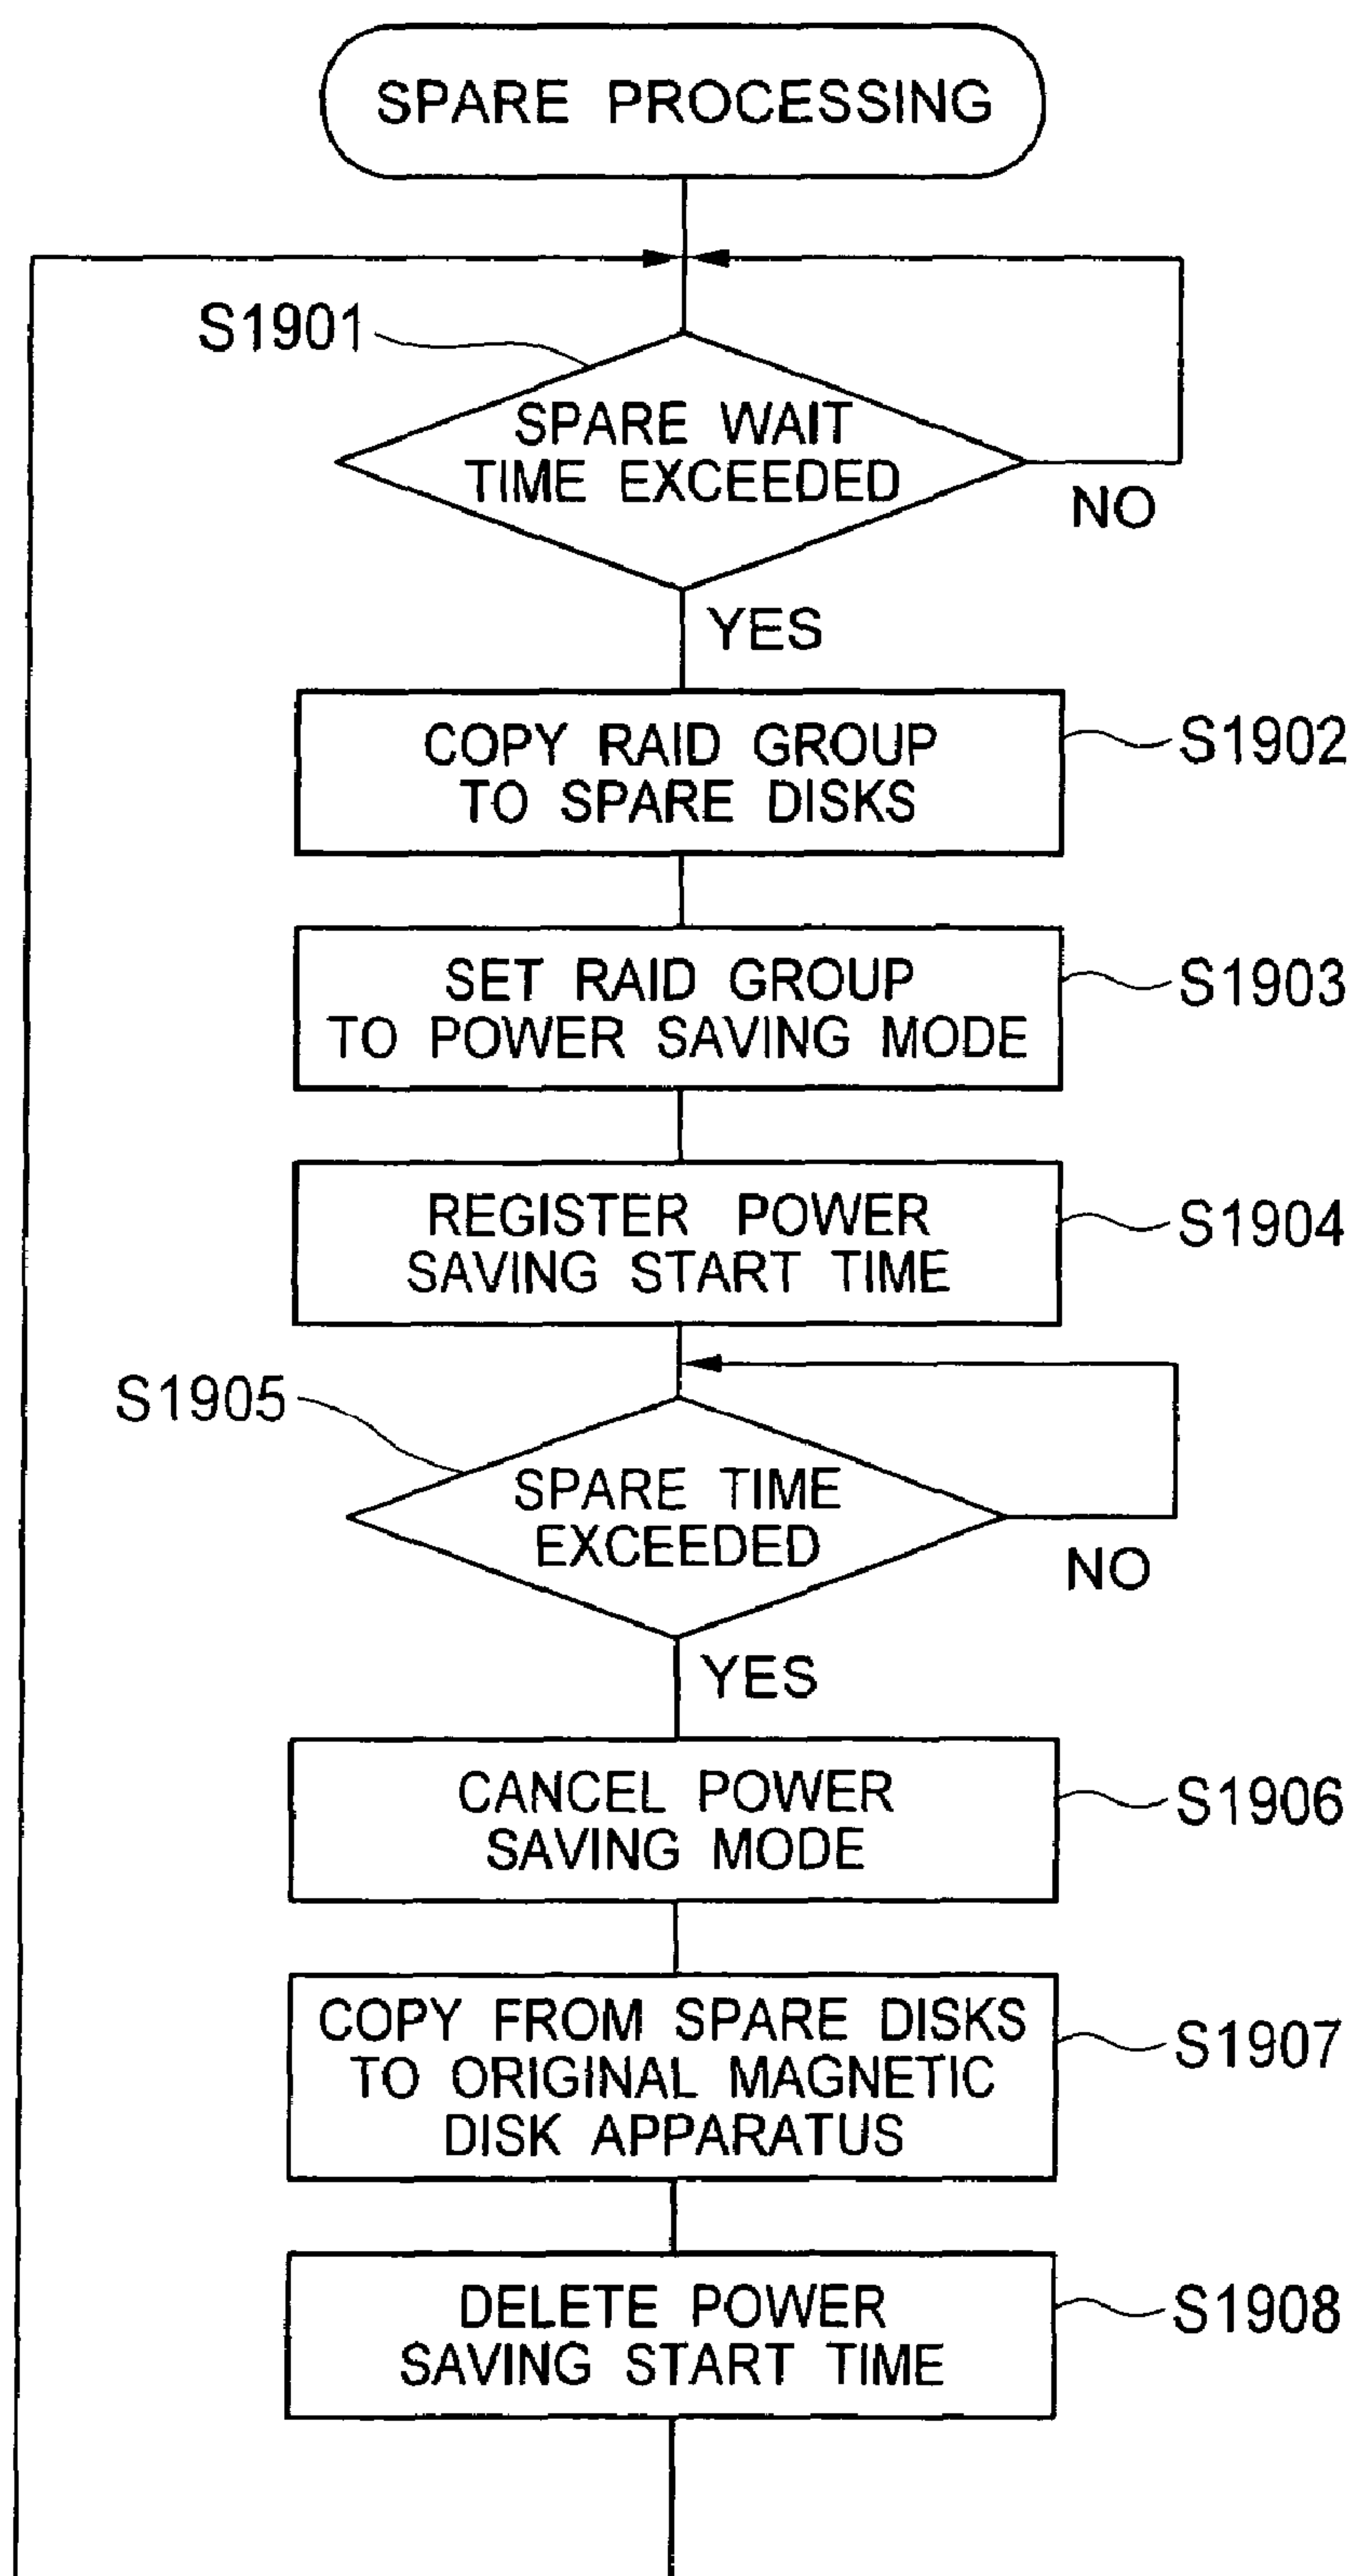 SPARE PROCESSING
S1901
SPARE WAIT
TIME EXCEEDED
NO
YES
COPY RAID GROUP
TO SPARE DISKS
S1902
SET RAID GROUP
TO POWER SAVING MODE
S1903
REGISTER POWER
SAVING START TIME
S1904
S1905
SPARE TIME
EXCEEDED
NO
YES
CANCEL POWER
SAVING MODE
S1906
COPY FROM SPARE DISKS
TO ORIGINAL MAGNETIC
DISK APPARATUS
S1907
DELETE POWER
SAVING START TIME
S1908